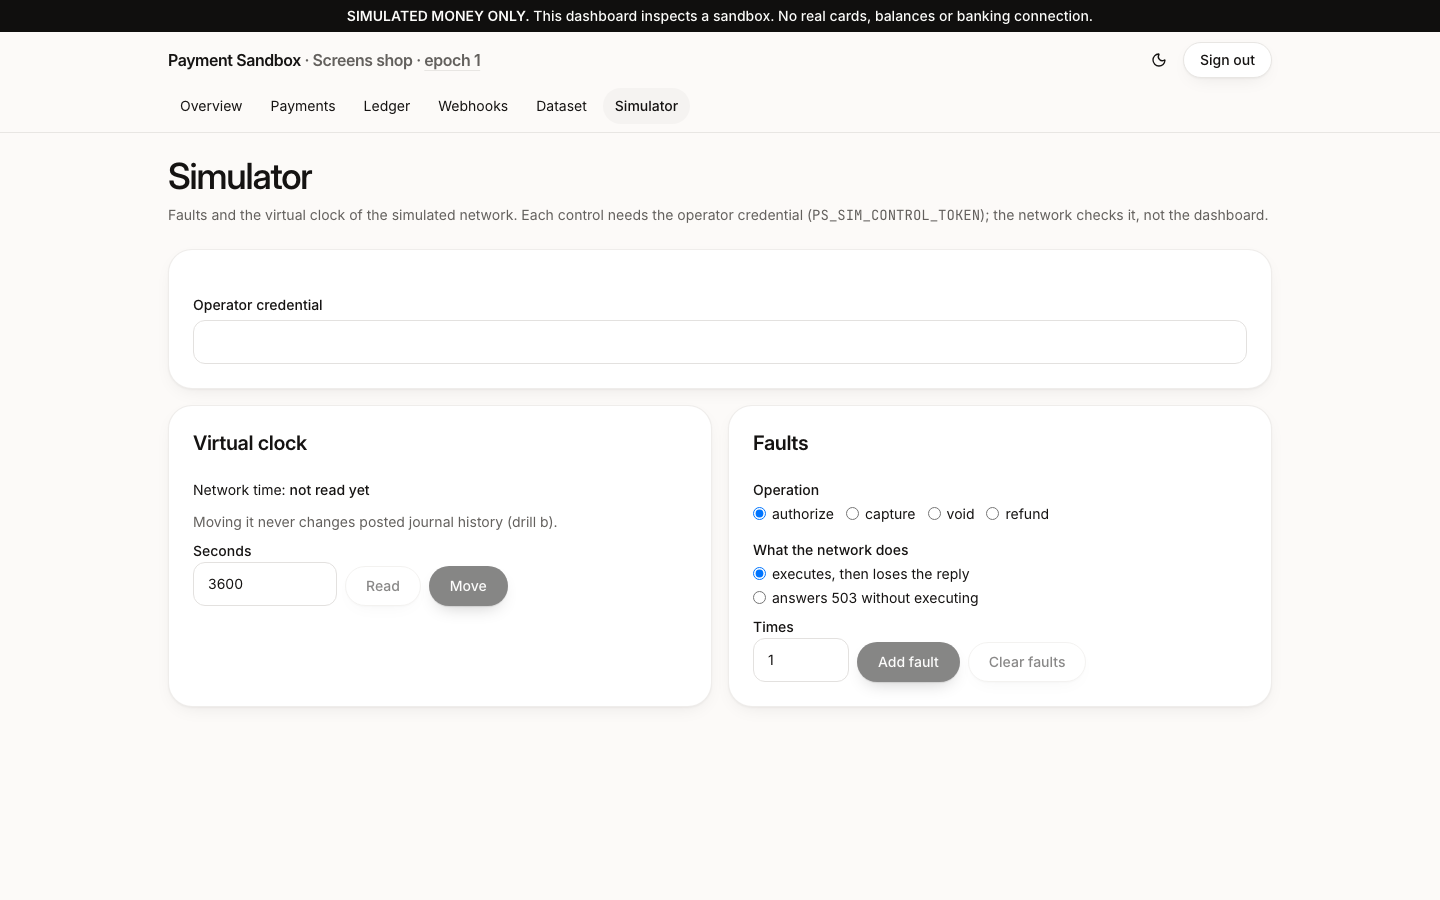 SIMULATED MONEY ONLY. This dashboard inspects a sandbox. No real cards, balances or banking connection.
Payment Sandbox · Screens shop · epoch 1
Sign out
Overview Payments Ledger Webhooks Dataset Simulator
Simulator
Faults and the virtual clock of the simulated network. Each control needs the operator credential (PS_SIM_CONTROL_TOKEN); the network checks it, not the dashboard.
Operator credential
Virtual clock
Network time: not read yet
Moving it never changes posted journal history (drill b).
Seconds
3600 Read Move
Faults
Operation
authorize capture void refund
What the network does
executes, then loses the reply
answers 503 without executing
Times
1 Add fault Clear faults